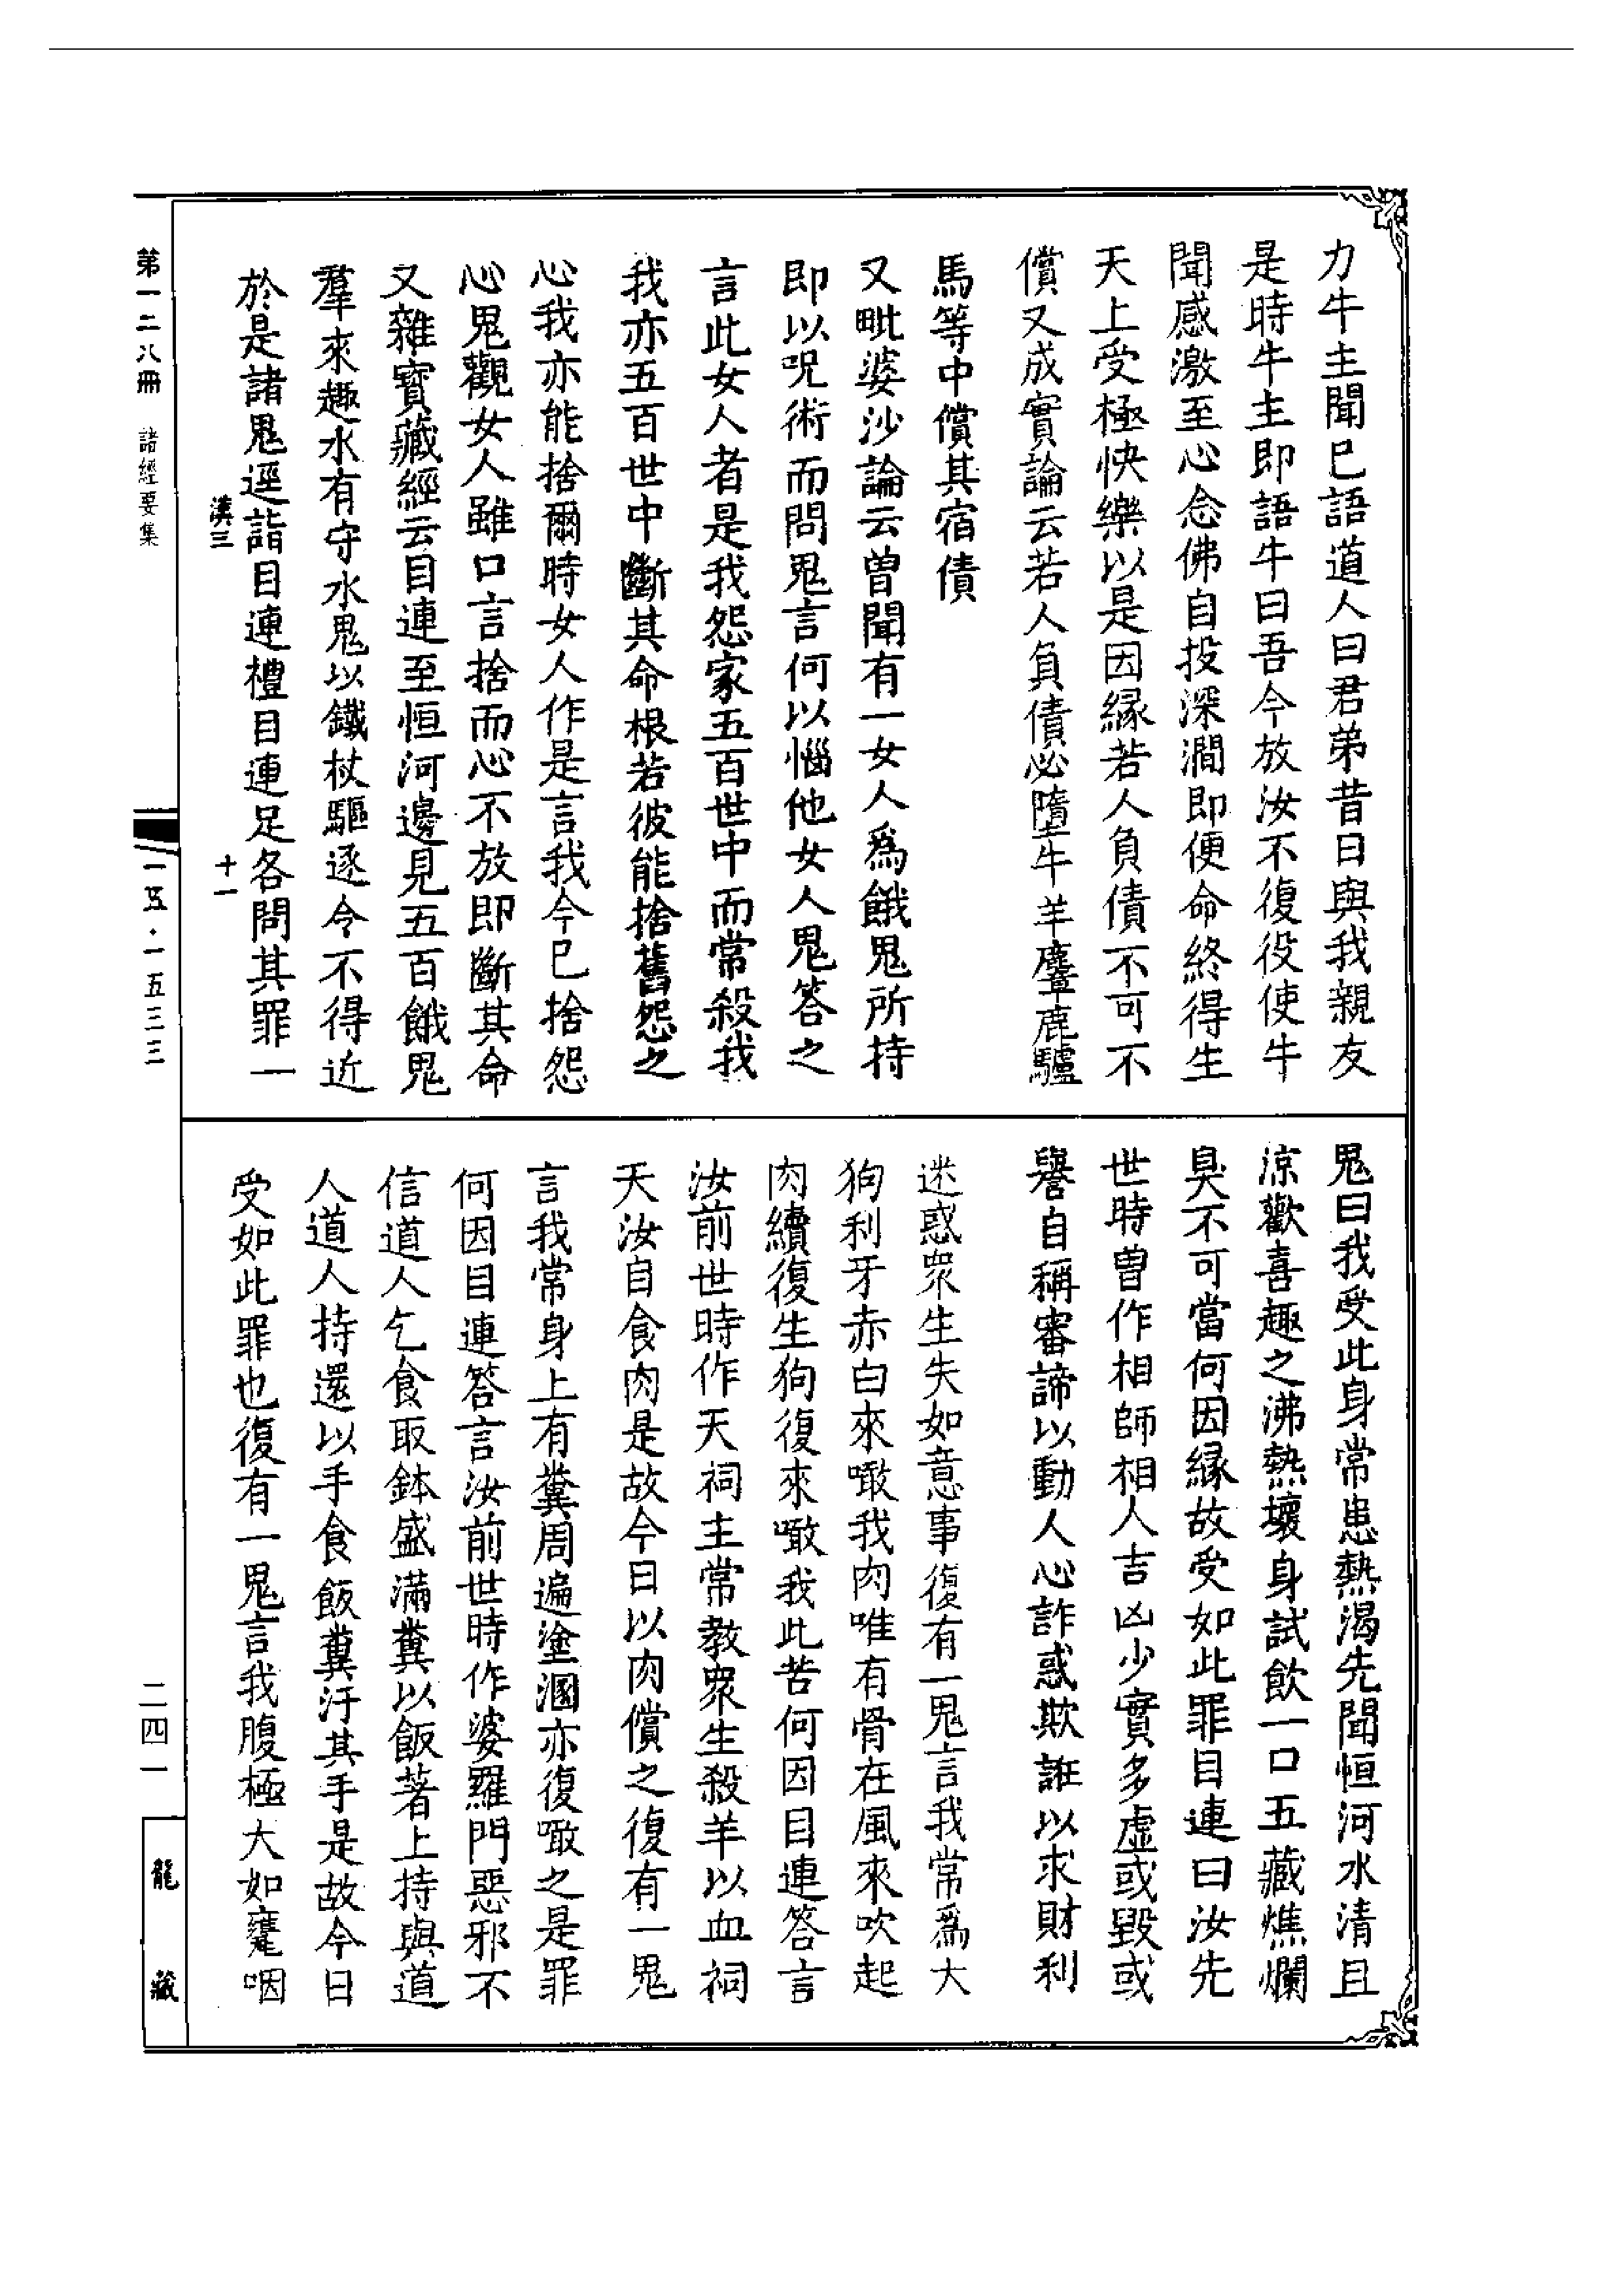 力牛主聞已語道人曰君弟昔日與我親友
是時牛主即語牛曰吾今放汝不復役使牛
聞感激至心念佛自投深澗即便命終得生
天上受極快樂以是因緣若人負債不可不
償又成實論云若人負債必墮牛羊麞鹿驢
馬等中償其宿債
又毗婆沙論云曾聞有一女人為餓鬼所持
即以呪術而問鬼言何以惱他女人鬼答之
言此女人者是我怨家五百世中而常殺我
我亦五百世中斷其命根若彼能捨舊怨之
心我亦能捨爾時女人作是言我今已捨怨
心鬼觀女人雖口言捨而心不放即斷其命
又雜寶藏經云目連至恒河邊見五百餓鬼
羣來趣水有守水鬼以鐵杖驅逐令不得近
於是諸鬼逕詣目連禮目連足各問其罪一
漢三
十一
鬼曰我受此身常患熱渴先聞恒河水清且
涼歡喜趣之沸熱壞身試飲一口五藏燋爛
臭不可當何因緣故受如此罪目連曰汝先
世時曾作相師相人吉凶少實多虛或毀或
譽自稱審諦以動人心詐惑欺誑以求財利
迷惑眾生失如意事復有一鬼言我常為大
狗利牙赤白來噉我肉唯有骨在風來吹起
肉續復生狗復來噉我此苦何因目連答言
汝前世時作天祠主常教眾生殺羊以血祠
天汝自食肉是故今日以肉償之復有一鬼
言我常身上有糞周遍塗溷亦復噉之是罪
何因目連答言汝前世時作婆羅門惡邪不
信道人乞食取鉢盛滿糞以飯著上持與道
人道人持還以手食飯糞汙其手是故今日
受如此罪也復有一鬼言我腹極大如甕咽
第一二八冊 諸經要集
一五·一五三三
二四一
龍藏